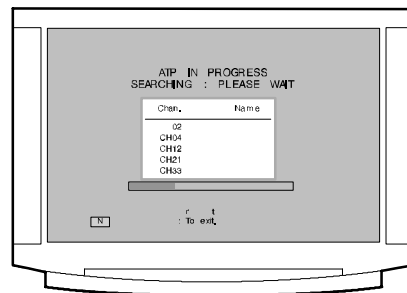 ATP IN PROGRESS
SEARCHING : PLEASE WAIT
Chan. Name
02
CH04
CH12
CH21
CH33
N : To exit.